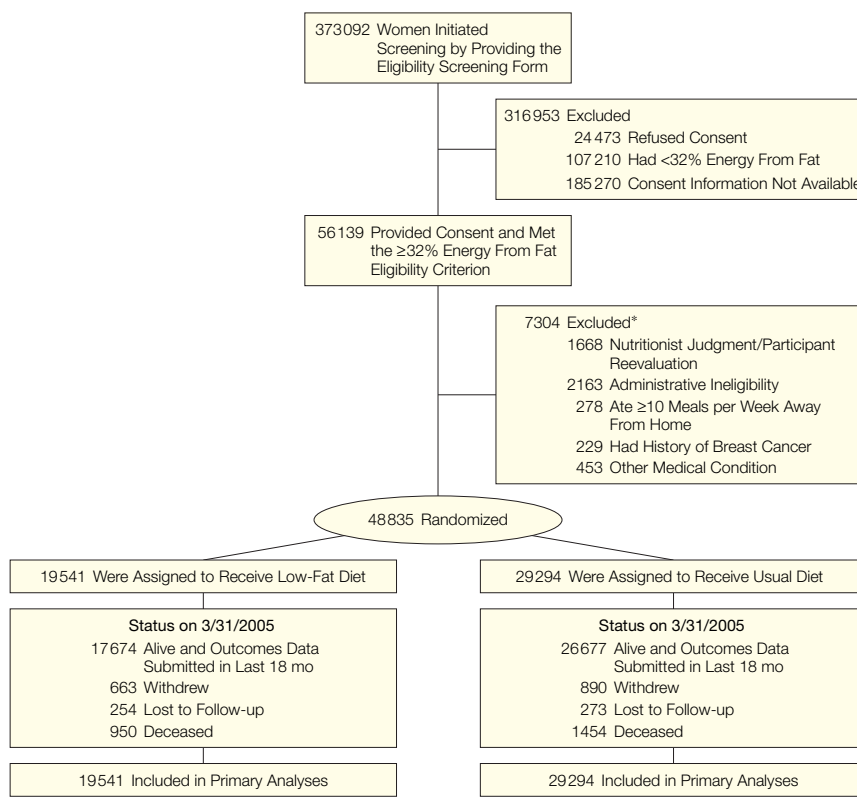 373092 Women Initiated
Screening by Providing the
Eligibility Screening Form
316953 Excluded
24473 Refused Consent
107210 Had <32% Energy From Fat
185270 Consent Information Not Available
56139 Provided Consent and Met
the ≥32% Energy From Fat
Eligibility Criterion
7304 Excluded*
1668 Nutritionist Judgment/Participant
Reevaluation
2163 Administrative Ineligibility
278 Ate ≥10 Meals per Week Away
From Home
229 Had History of Breast Cancer
453 Other Medical Condition
48835 Randomized
19541 Were Assigned to Receive Low-Fat Diet
Status on 3/31/2005
17674 Alive and Outcomes Data
Submitted in Last 18 mo
663 Withdrew
254 Lost to Follow-up
950 Deceased
19541 Included in Primary Analyses
29294 Were Assigned to Receive Usual Diet
Status on 3/31/2005
26677 Alive and Outcomes Data
Submitted in Last 18 mo
890 Withdrew
273 Lost to Follow-up
1454 Deceased
29294 Included in Primary Analyses